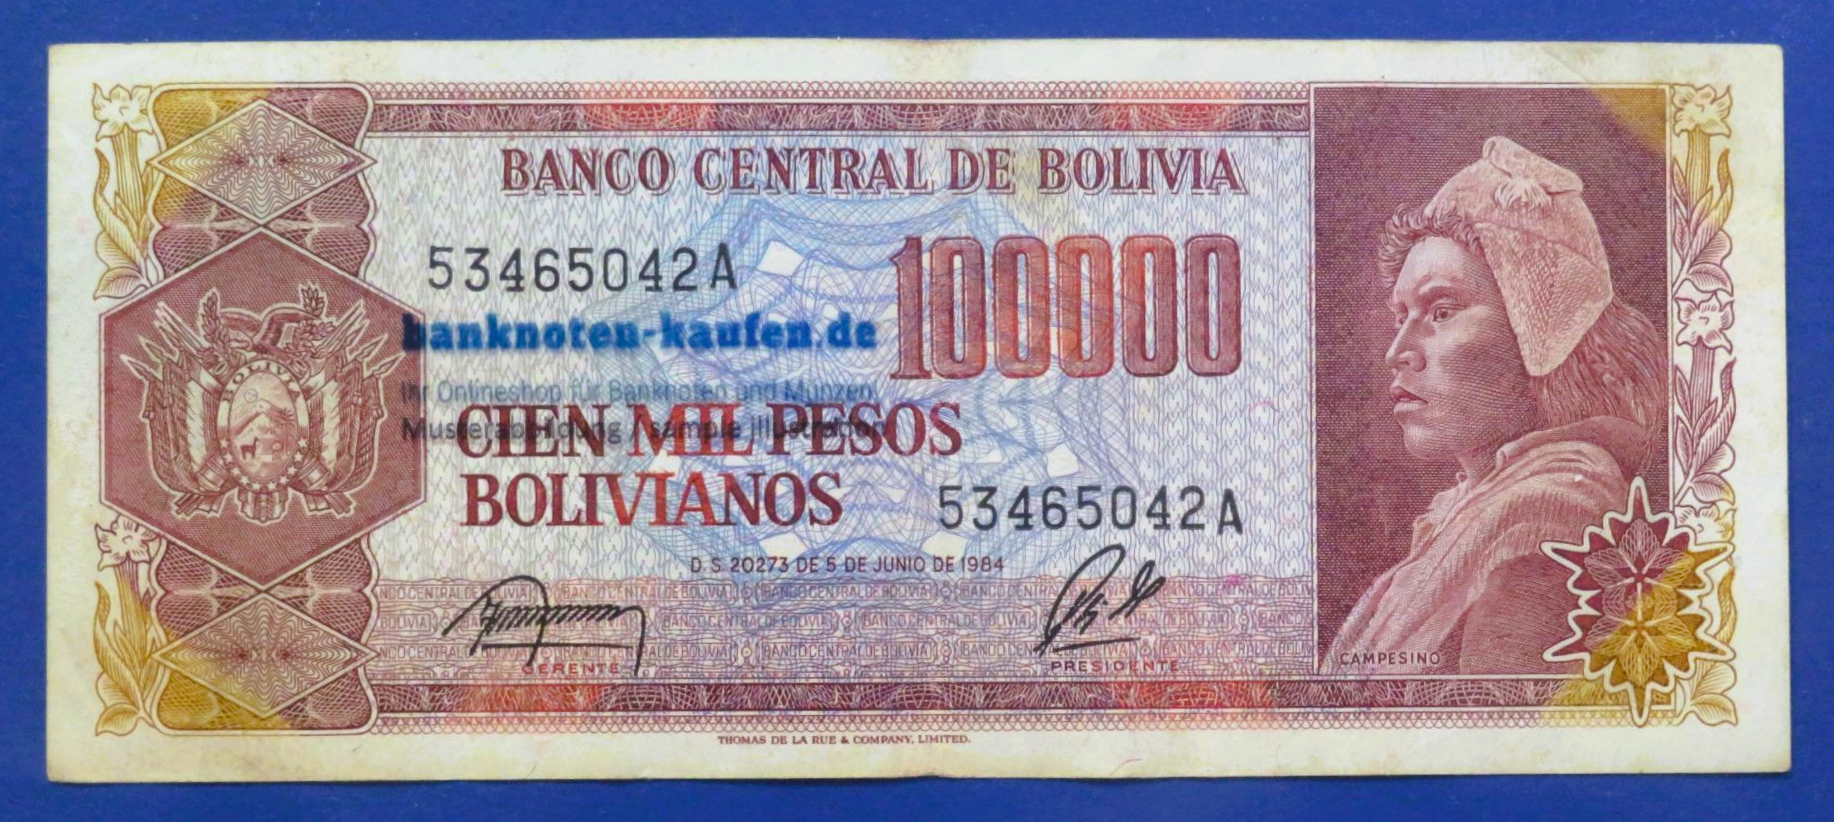 BANCO CENTRAL DE BOLIVIA
53465042A
100000
banknoten-kaufen.de
Ihr Onlineshop für Banknoten und Münzen
Musterabbildung / sample illustration
CIEN MIL PESOS
BOLIVIANOS
53465042A
D. S. 20273 DE 5 DE JUNIO DE 1984
GERENTE
PRESIDENTE
CAMPESINO
BOLIVIA
THOMAS DE LA RUE & COMPANY, LIMITED.